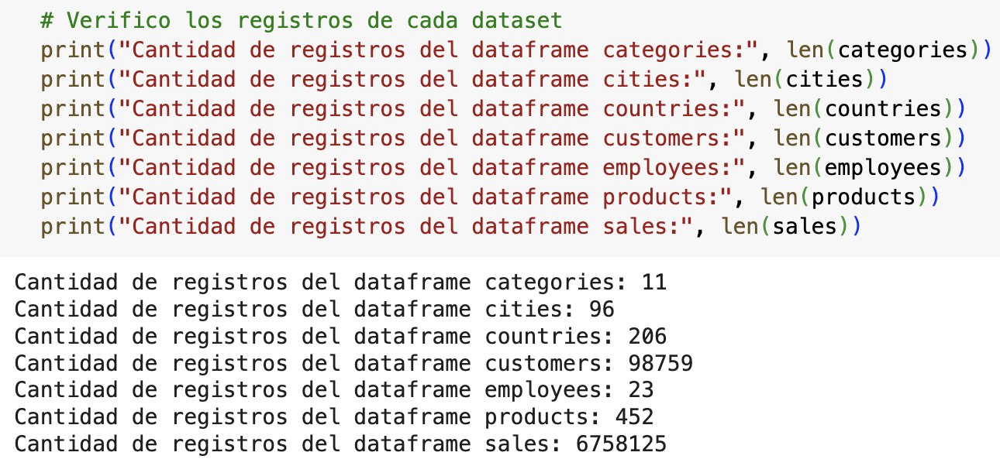 # Verifico los registros de cada dataset
print("Cantidad de registros del dataframe categories:", len(categories))
print("Cantidad de registros del dataframe cities:", len(cities))
print("Cantidad de registros del dataframe countries:", len(countries))
print("Cantidad de registros del dataframe customers:", len(customers))
print("Cantidad de registros del dataframe employees:", len(employees))
print("Cantidad de registros del dataframe products:", len(products))
print("Cantidad de registros del dataframe sales:", len(sales))
Cantidad de registros del dataframe categories: 11
Cantidad de registros del dataframe cities: 96
Cantidad de registros del dataframe countries: 206
Cantidad de registros del dataframe customers: 98759
Cantidad de registros del dataframe employees: 23
Cantidad de registros del dataframe products: 452
Cantidad de registros del dataframe sales: 6758125